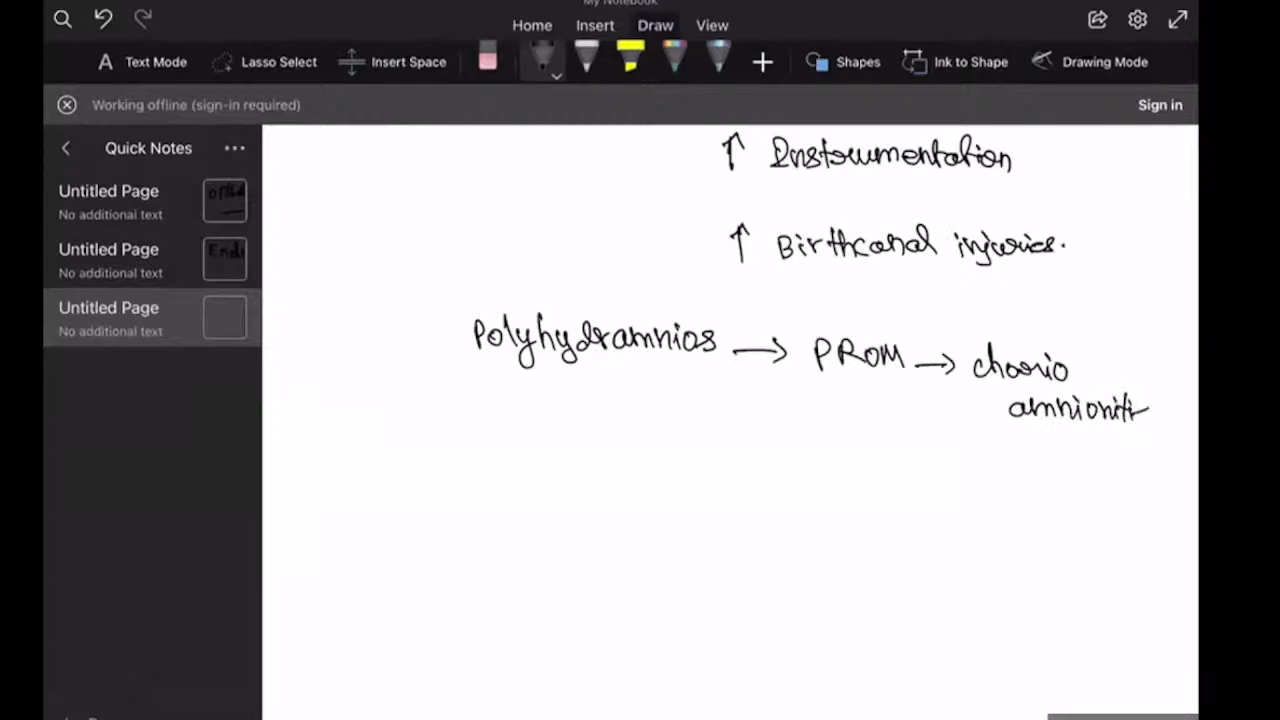 My Notebook
Home Insert Draw View
Text Mode Lasso Select Insert Space Shapes Ink to Shape Drawing Mode
Working offline (sign-in required) Sign in
Quick Notes
Untitled Page
No additional text
Untitled Page
No additional text
Untitled Page
No additional text
↑ Instrumentation
↑ Birthcanal injuries.
Polyhydramnios → PROM → chorio
amnioniti